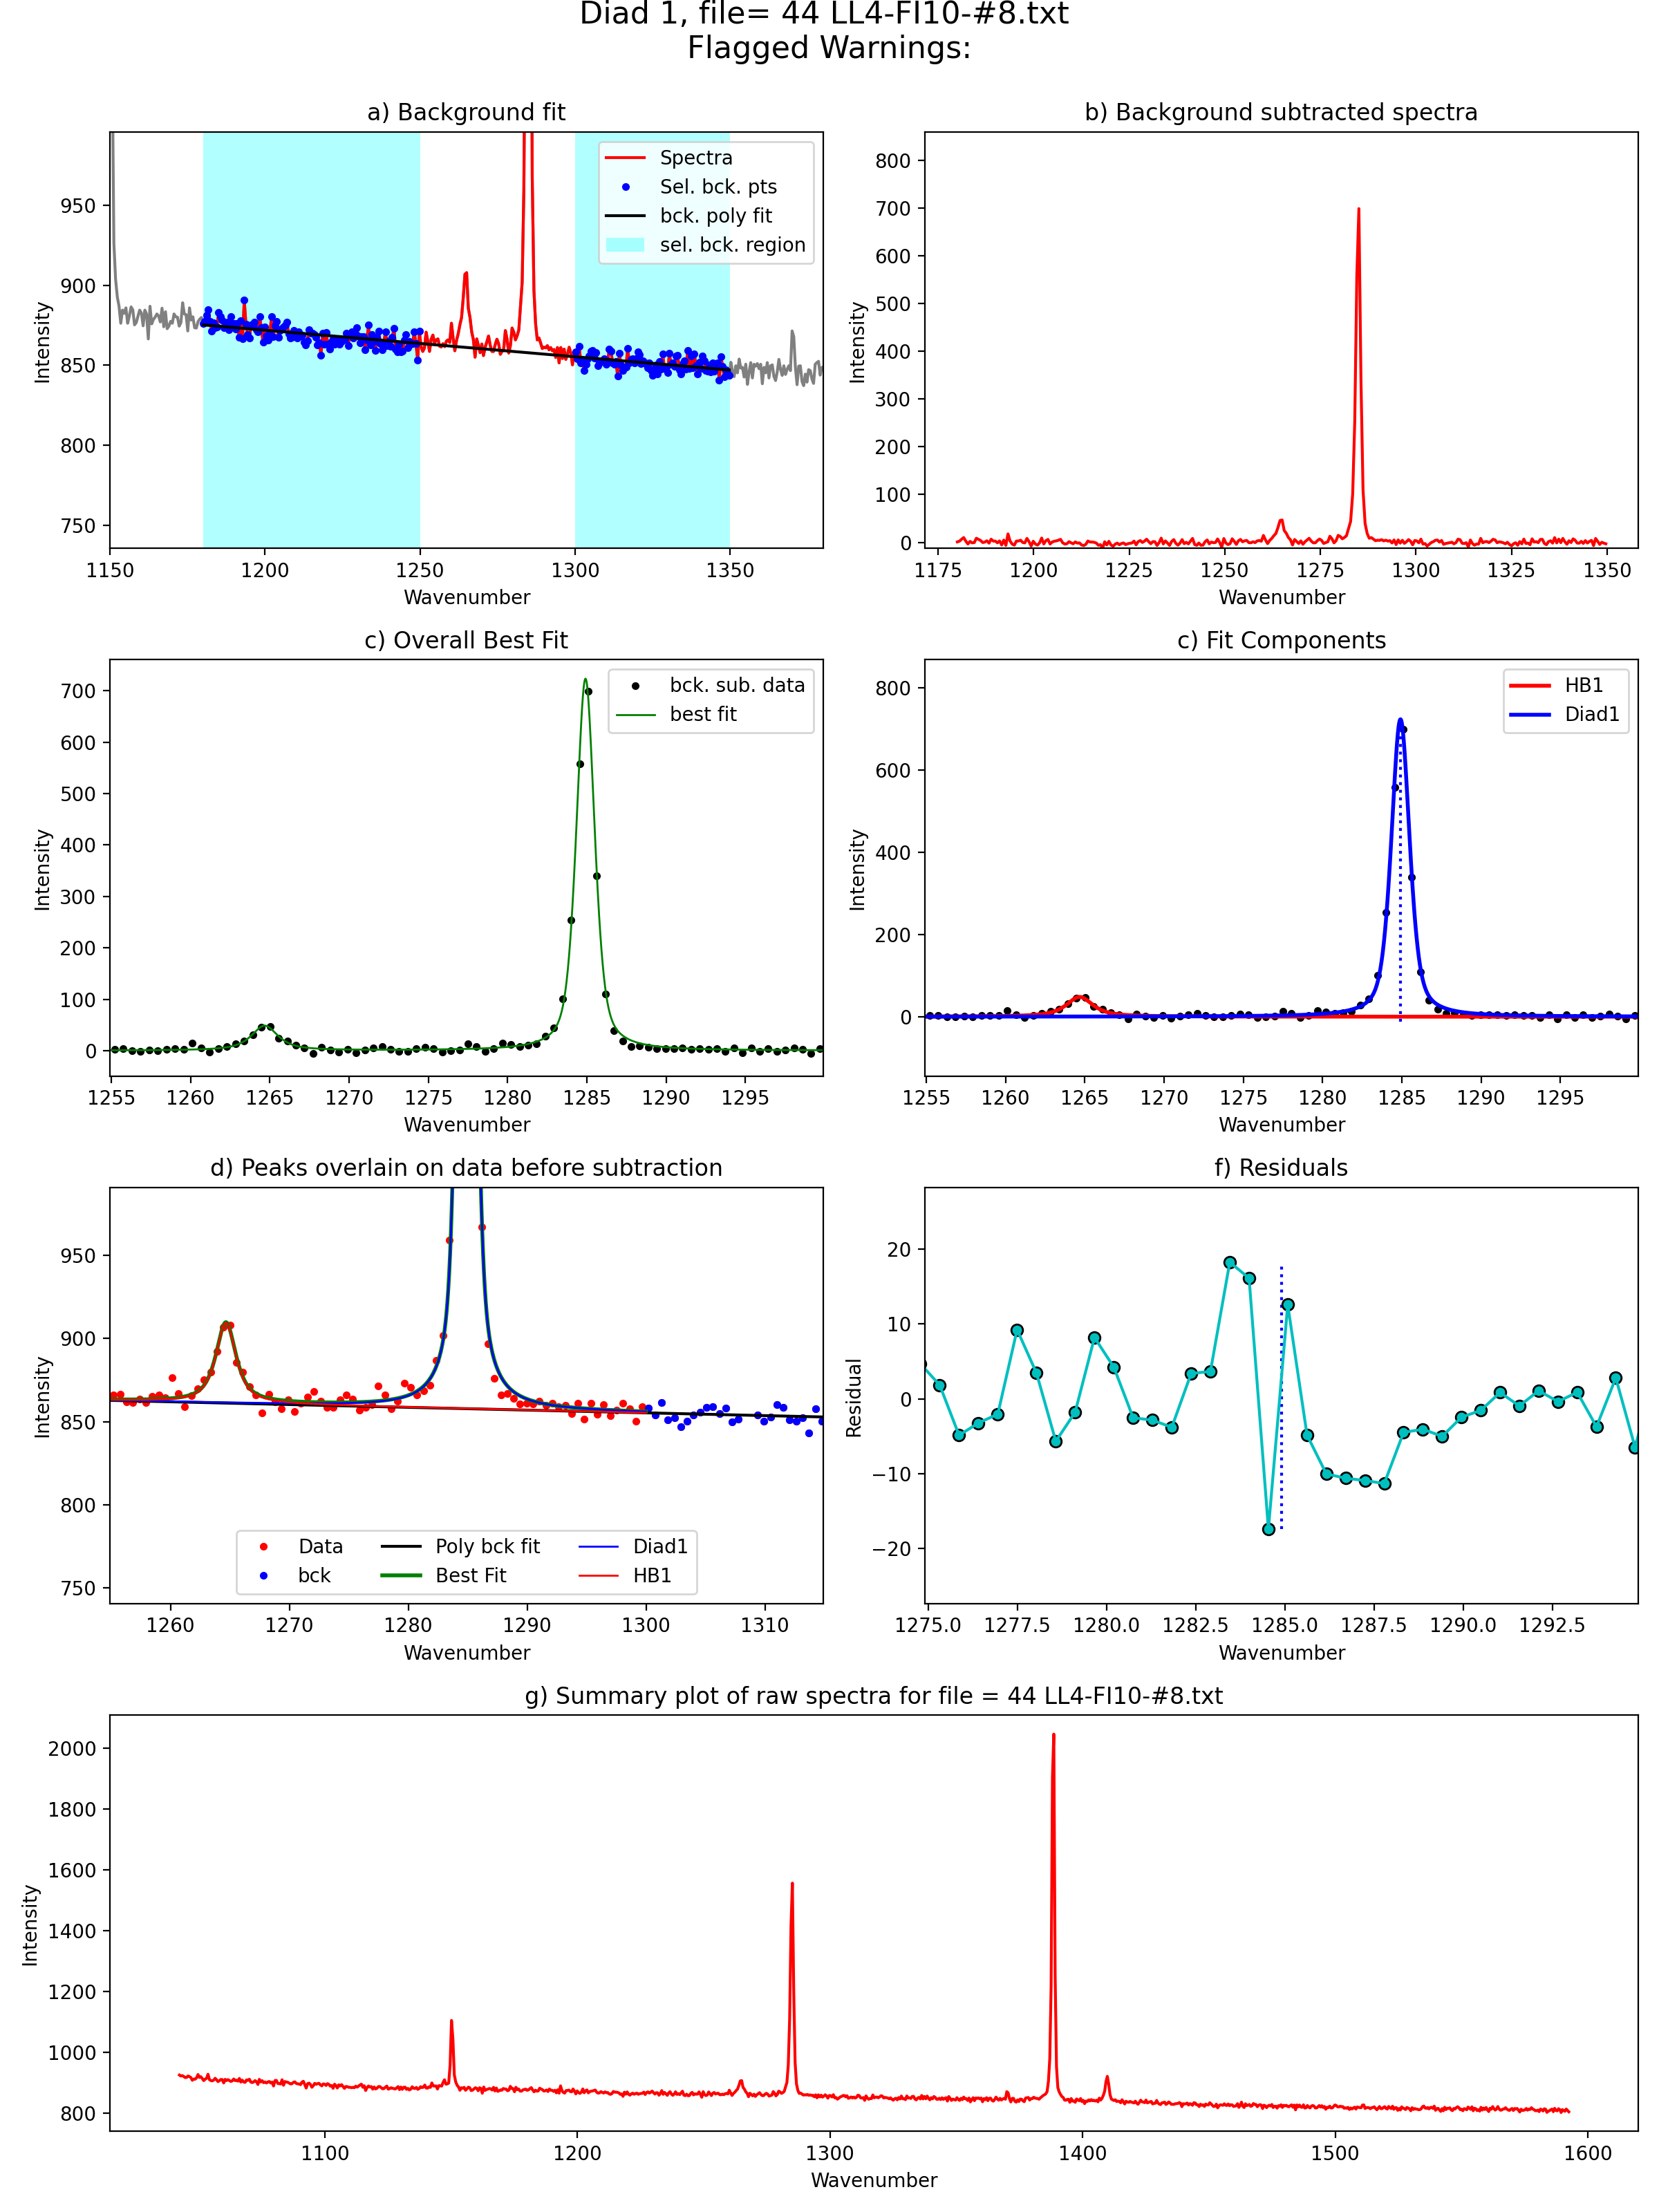 Diad 1, file= 44 LL4-FI10-#8.txt
Flagged Warnings:
a) Background fit
Intensity
950
900
850
800
750
Spectra
Sel. bck. pts
bck. poly fit
sel. bck. region
1150 1200 1250 1300 1350
Wavenumber
b) Background subtracted spectra
Intensity
800
700
600
500
400
300
200
100
0
1175 1200 1225 1250 1275 1300 1325 1350
Wavenumber
c) Overall Best Fit
Intensity
700
600
500
400
300
200
100
0
bck. sub. data
best fit
1255 1260 1265 1270 1275 1280 1285 1290 1295
Wavenumber
c) Fit Components
Intensity
800
600
400
200
0
HB1
Diad1
1255 1260 1265 1270 1275 1280 1285 1290 1295
Wavenumber
d) Peaks overlain on data before subtraction
Intensity
950
900
850
800
750
Data Poly bck fit Diad1
bck Best Fit HB1
1260 1270 1280 1290 1300 1310
Wavenumber
f) Residuals
Residual
20
10
0
−10
−20
1275.0 1277.5 1280.0 1282.5 1285.0 1287.5 1290.0 1292.5
Wavenumber
g) Summary plot of raw spectra for file = 44 LL4-FI10-#8.txt
Intensity
2000
1800
1600
1400
1200
1000
800
1100 1200 1300 1400 1500 1600
Wavenumber